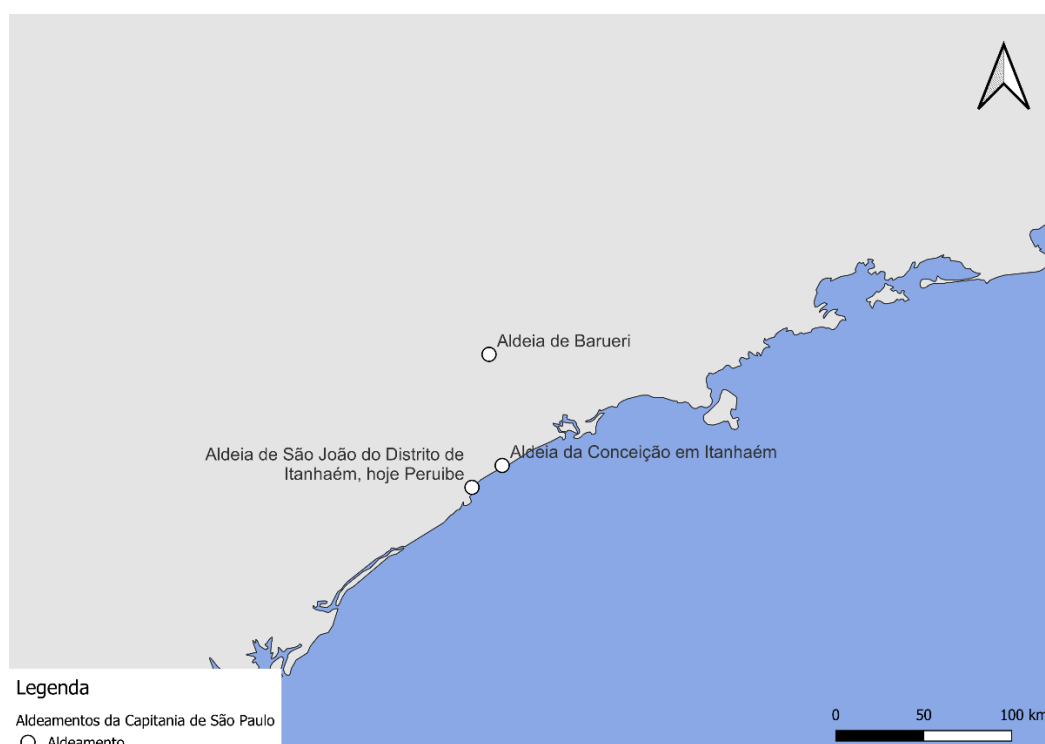 Aldeia de Barueri
Aldeia da Conceição em Itanhaém
Aldeia de São João do Distrito de
Itanhaém, hoje Peruibe
Legenda
Aldeamentos da Capitania de São Paulo
Aldeamento
0 50 100 km